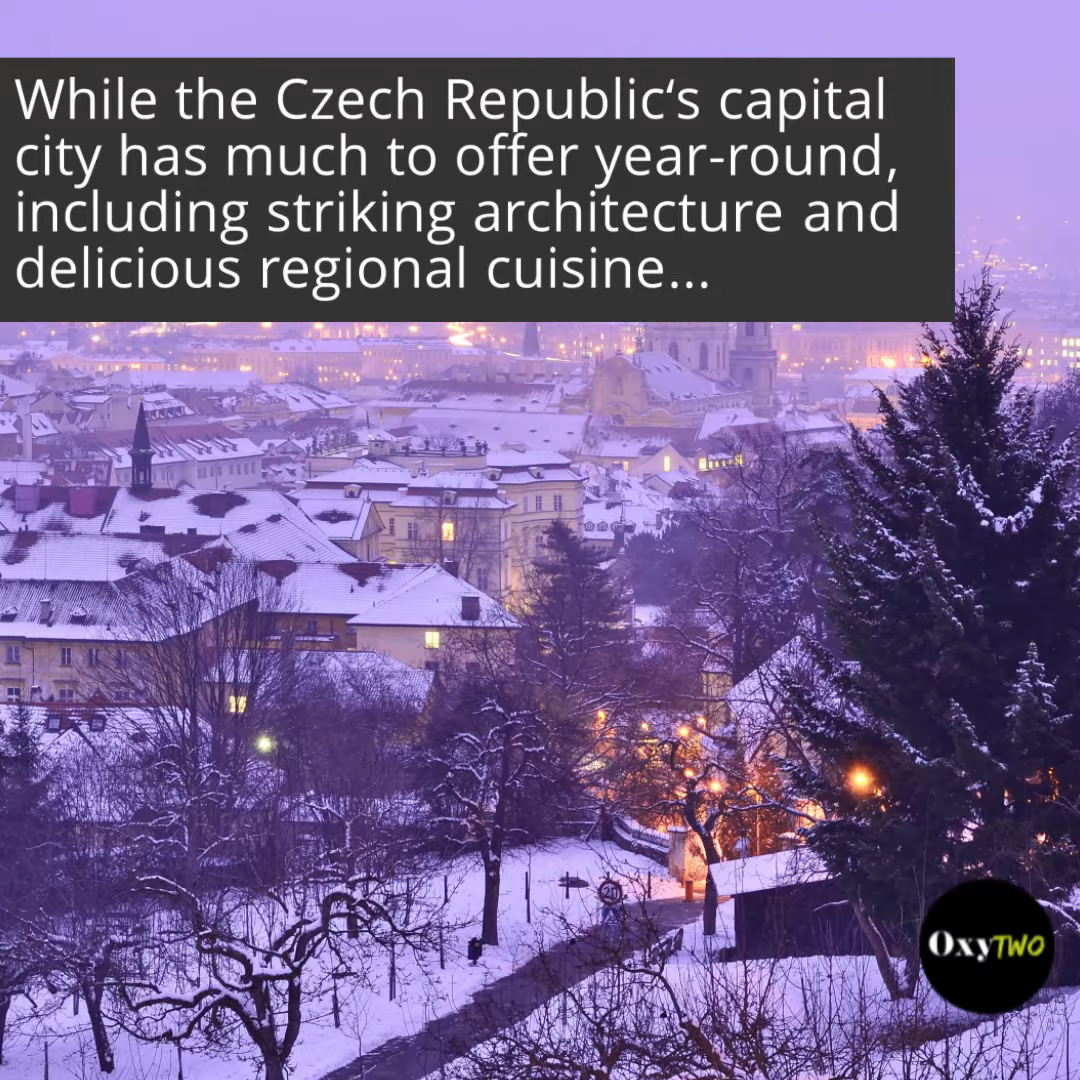 While the Czech Republic‘s capital
city has much to offer year-round,
including striking architecture and
delicious regional cuisine...
OxyTWO